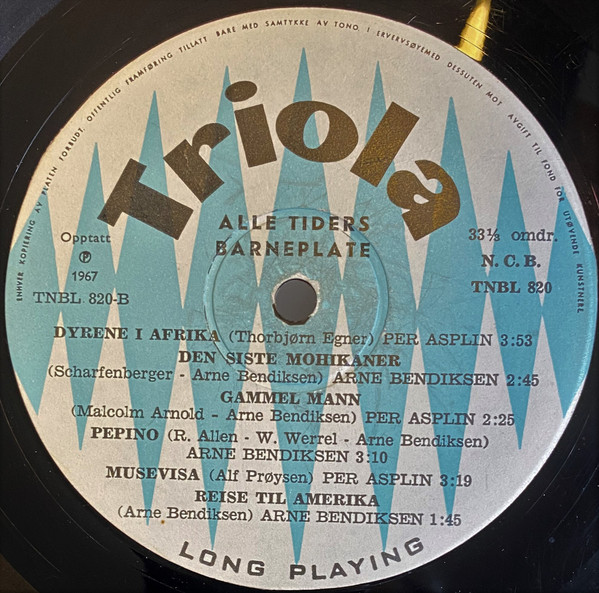 ENHVER KOPIERING AV PLATEN FORBUDT. OFFENTLIG FRAMFØRING TILLATT BARE MED SAMTYKKE AV TONO, I ERVERVSØYEMED DESSUTEN MOT AVGIFT TIL FOND FOR UTØVENDE KUNSTNERE
Triola
ALLE TIDERS
BARNEPLATE
Opptatt
Ⓟ
1967
TNBL 820-B
33⅓ omdr.
N. C. B.
TNBL 820
DYRENE I AFRIKA (Thorbjørn Egner) PER ASPLIN 3:53
DEN SISTE MOHIKANER
(Scharfenberger - Arne Bendiksen) ARNE BENDIKSEN 2:45
GAMMEL MANN
(Malcolm Arnold - Arne Bendiksen) PER ASPLIN 2:25
PEPINO (R. Allen - W. Werrel - Arne Bendiksen)
ARNE BENDIKSEN 3:10
MUSEVISA (Alf Prøysen) PER ASPLIN 3:19
REISE TIL AMERIKA
(Arne Bendiksen) ARNE BENDIKSEN 1:45
LONG PLAYING